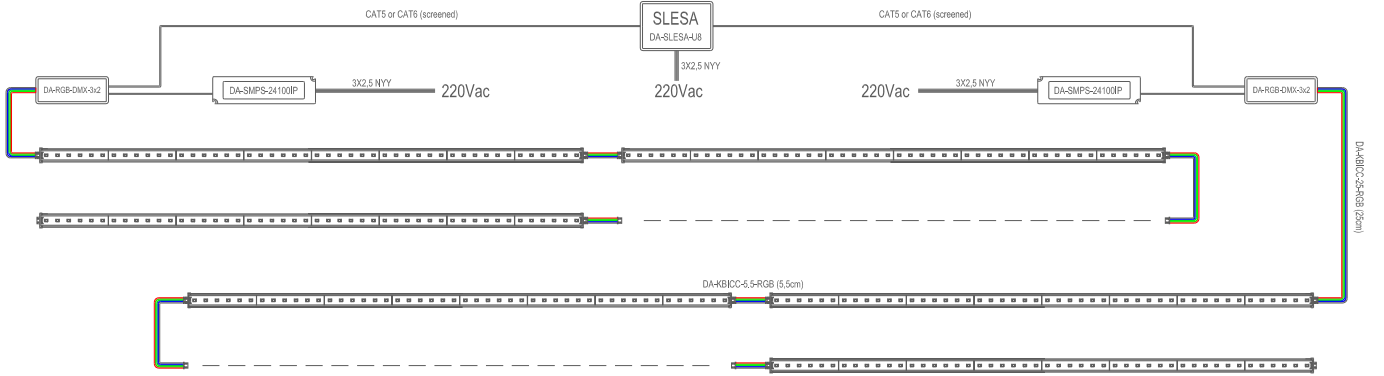 CAT5 or CAT6 (screened)
SLESA
DA-SLESA-U8
CAT5 or CAT6 (screened)
3X2,5 NYY
DA-RGB-DMX-3x2
DA-SMPS-24100İP
3X2,5 NYY
220Vac
220Vac
220Vac
3X2,5 NYY
DA-SMPS-24100İP
DA-RGB-DMX-3x2
DA-KBICC-25-RGB (25cm)
DA-KBICC-5,5-RGB (5,5cm)